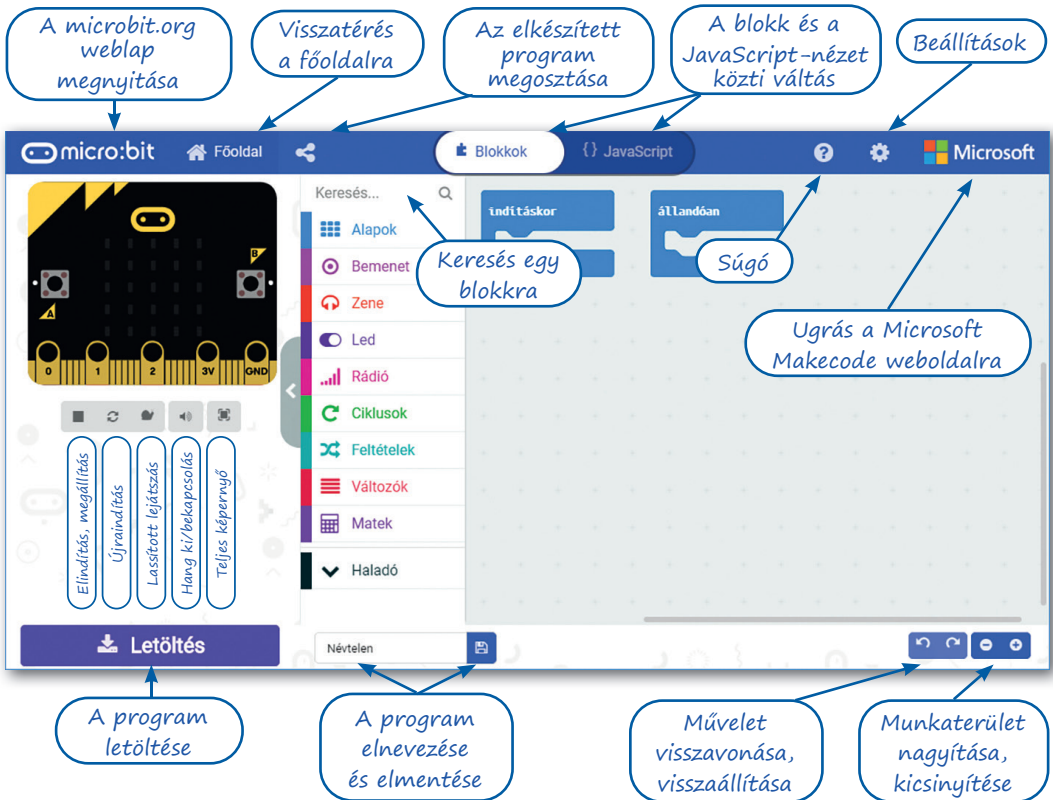 A microbit.org
weblap
megnyitása
Visszatérés
a főoldalra
Az elkészített
program
megosztása
A blokk és a
JavaScript-nézet
közti váltás
Beállítások
micro:bit
Főoldal
Blokkok
{} JavaScript
?
Microsoft
Keresés...
Alapok
Bemenet
Zene
Led
Rádió
Ciklusok
Feltételek
Változók
Matek
Haladó
indításkor
állandóan
Keresés egy
blokkra
Súgó
Ugrás a Microsoft
Makecode weboldalra
B
A
0
1
2
3V
GND
Elindítás, megállítás
Újraindítás
Lassított lejátszás
Hang ki/bekapcsolás
Teljes képernyő
Letöltés
Névtelen
A program
letöltése
A program
elnevezése
és elmentése
Művelet
visszavonása,
visszaállítása
Munkaterület
nagyítása,
kicsinyítése